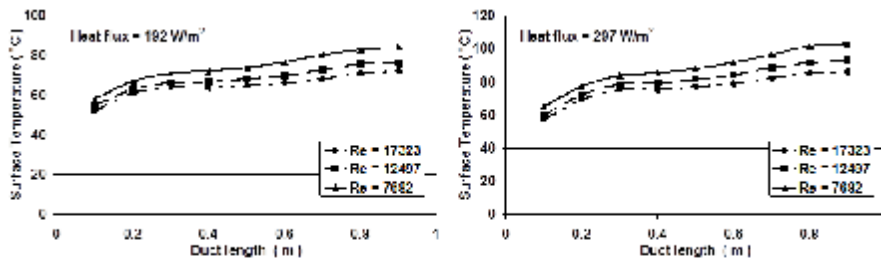 100
80
60
40
20
0
Surface Temperature ( °C )
Heat flux = 192 W/m²
Re = 17323
Re = 12497
Re = 7692
0 0.2 0.4 0.6 0.8 1
Duct length ( m )
120
100
80
60
40
20
0
Surface Temperature ( °C )
Heat flux = 297 W/m²
Re = 17323
Re = 12497
Re = 7692
0 0.2 0.4 0.6 0.8
Duct length ( m )